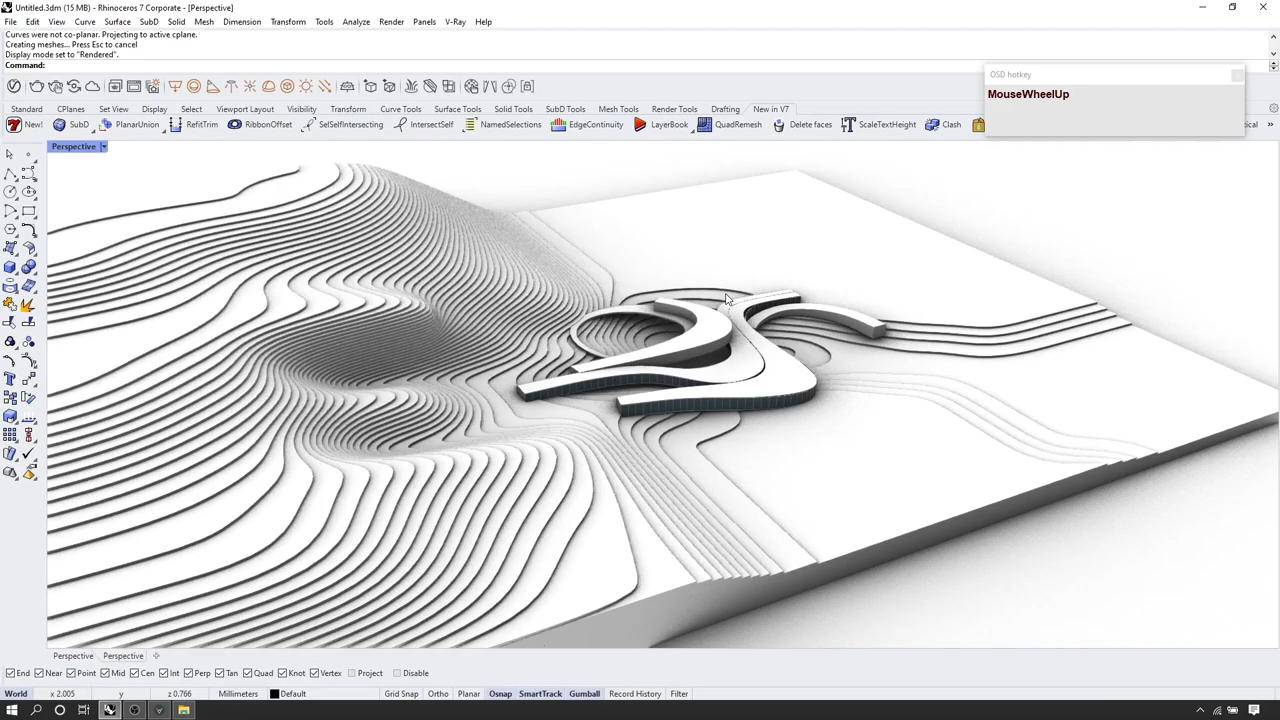 Untitled.3dm (15 MB) - Rhinoceros 7 Corporate - [Perspective]
File Edit View Curve Surface SubD Solid Mesh Dimension Transform Tools Analyze Render Panels V-Ray Help
Curves were not co-planar. Projecting to active cplane.
Creating meshes... Press Esc to cancel
Display mode set to "Rendered".
Command:
OSD hotkey
MouseWheelUp
Standard CPlanes Set View Display Select Viewport Layout Visibility Transform Curve Tools Surface Tools Solid Tools SubD Tools Mesh Tools Render Tools Drafting New in V7
New! SubD PlanarUnion RefitTrim RibbonOffset SelSelfIntersecting IntersectSelf NamedSelections EdgeContinuity LayerBook QuadRemesh Delete faces ScaleTextHeight Clash tical »
Perspective
Perspective Perspective
End Near Point Mid Cen Int Perp Tan Quad Knot Vertex Project Disable
World x 2.005 y z 0.766 Millimeters Default Grid Snap Ortho Planar Osnap SmartTrack Gumball Record History Filter